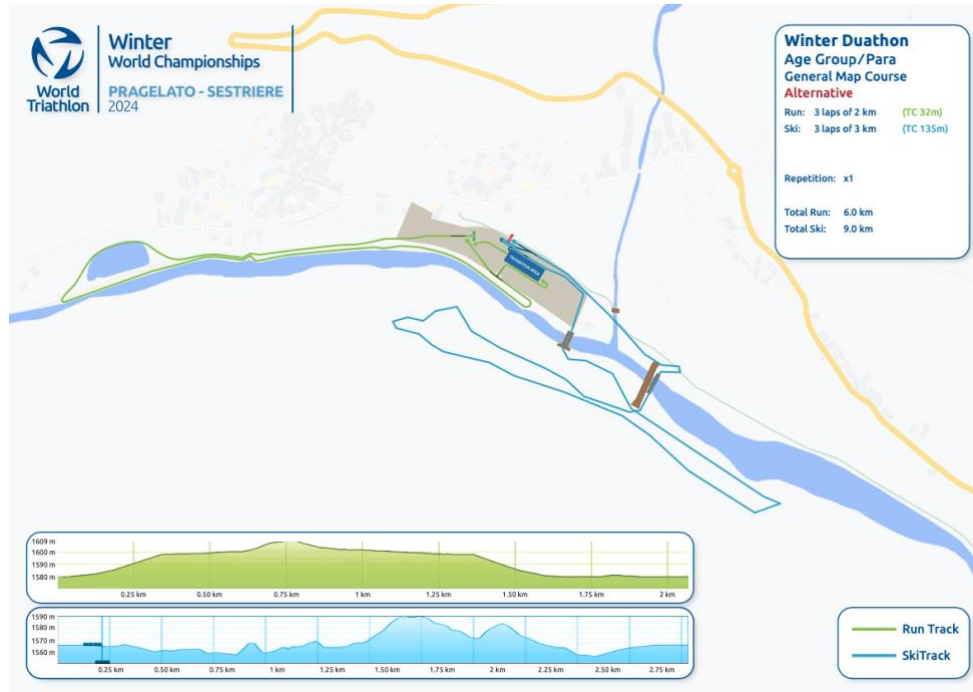 World
Triathlon
Winter
World Championships
PRAGELATO - SESTRIERE
2024
Winter Duathon
Age Group/Para
General Map Course
Alternative
Run: 3 laps of 2 km (TC 32m)
Ski: 3 laps of 3 km (TC 135m)
Repetition: x1
Total Run: 6.0 km
Total Ski: 9.0 km
TRANSITION AREA
1609 m
1600 m
1590 m
1580 m
0.25 km 0.50 km 0.75 km 1 km 1.25 km 1.50 km 1.75 km 2 km
1590 m
1580 m
1570 m
1560 m
0.25 km 0.50 km 0.75 km 1 km 1.25 km 1.50 km 1.75 km 2 km 2.25 km 2.50 km 2.75 km
Run Track
SkiTrack